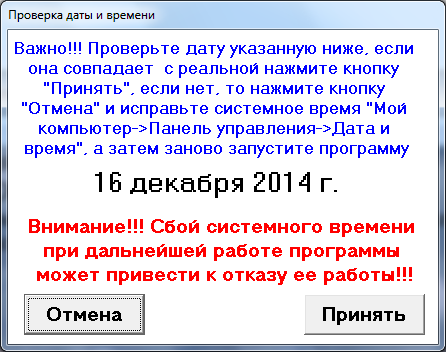 Проверка даты и времени
Важно!!! Проверьте дату указанную ниже, если
она совпадает с реальной нажмите кнопку
"Принять", если нет, то нажмите кнопку
"Отмена" и исправьте системное время "Мой
компьютер->Панель управления->Дата и
время", а затем заново запустите программу
16 декабря 2014 г.
Внимание!!! Сбой системного времени
при дальнейшей работе программы
может привести к отказу ее работы!!!
Отмена
Принять